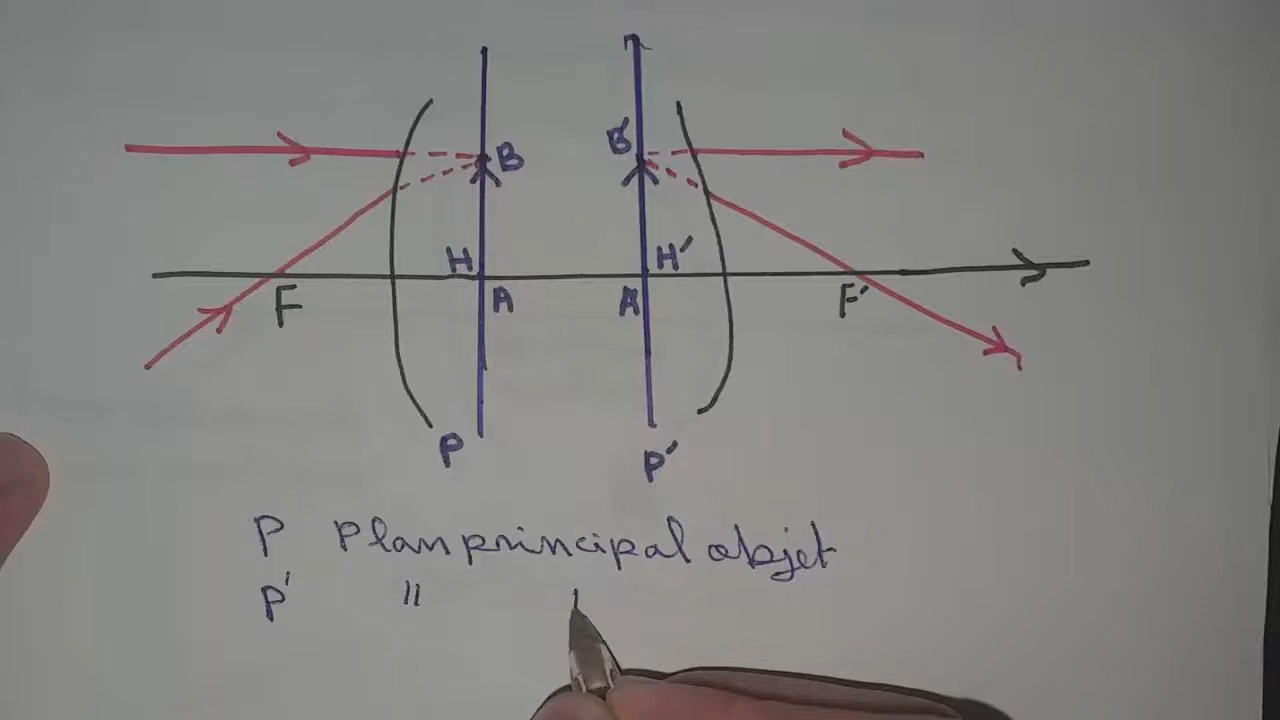 B B'
H H'
A A'
F F'
P P'
P Plan principal objet
P' "